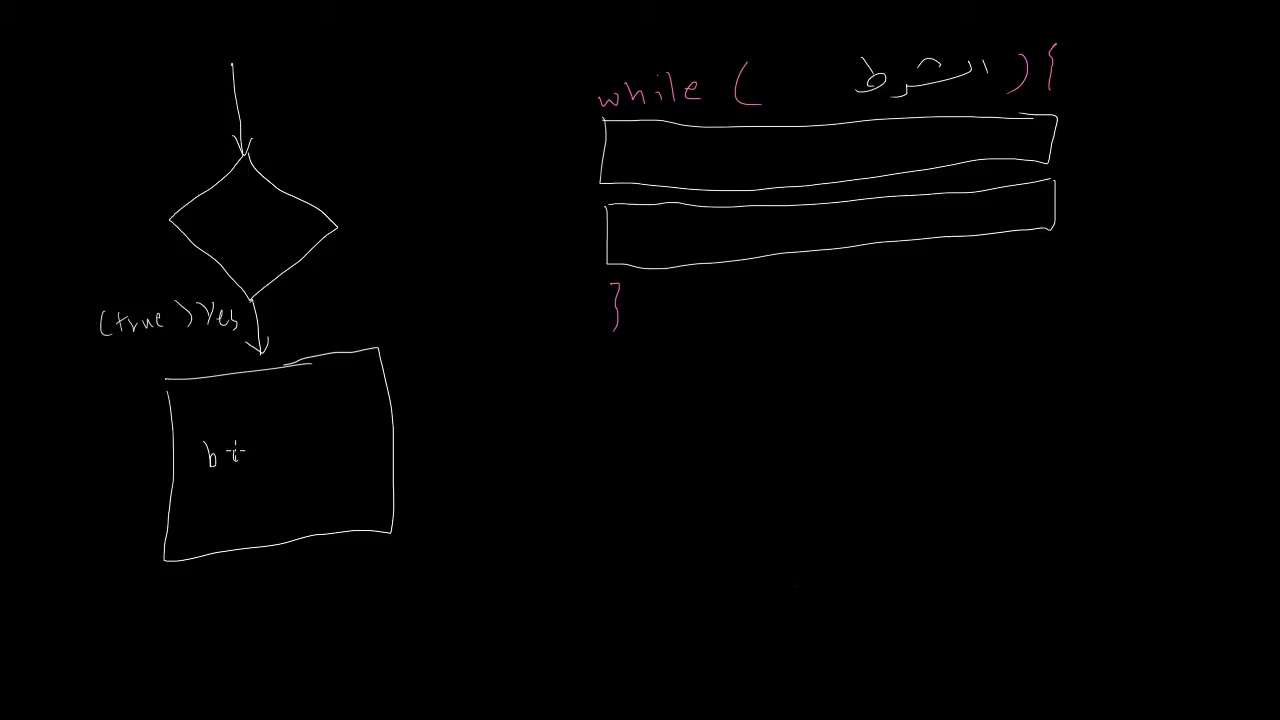 while ( الشرط ) {
}
(true) Yes